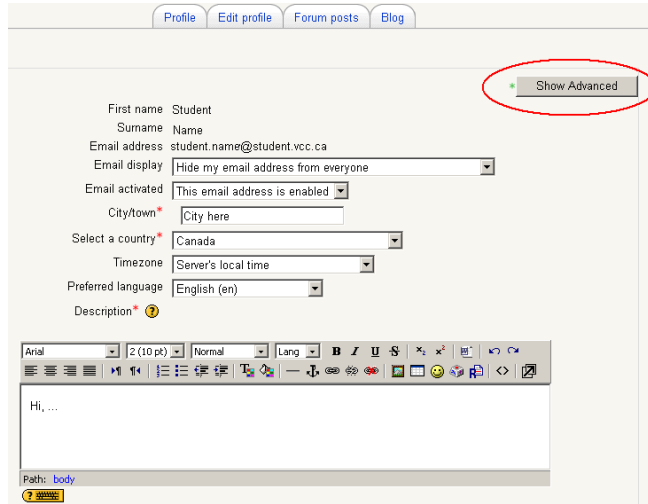 Profile Edit profile Forum posts Blog
* Show Advanced
First name Student
Surname Name
Email address student.name@student.vcc.ca
Email display Hide my email address from everyone
Email activated This email address is enabled
City/town* City here
Select a country* Canada
Timezone Server's local time
Preferred language English (en)
Description* ?
Arial 2 (10 pt) Normal Lang B I U S x₂ x²
Hi, ...
Path: body
?